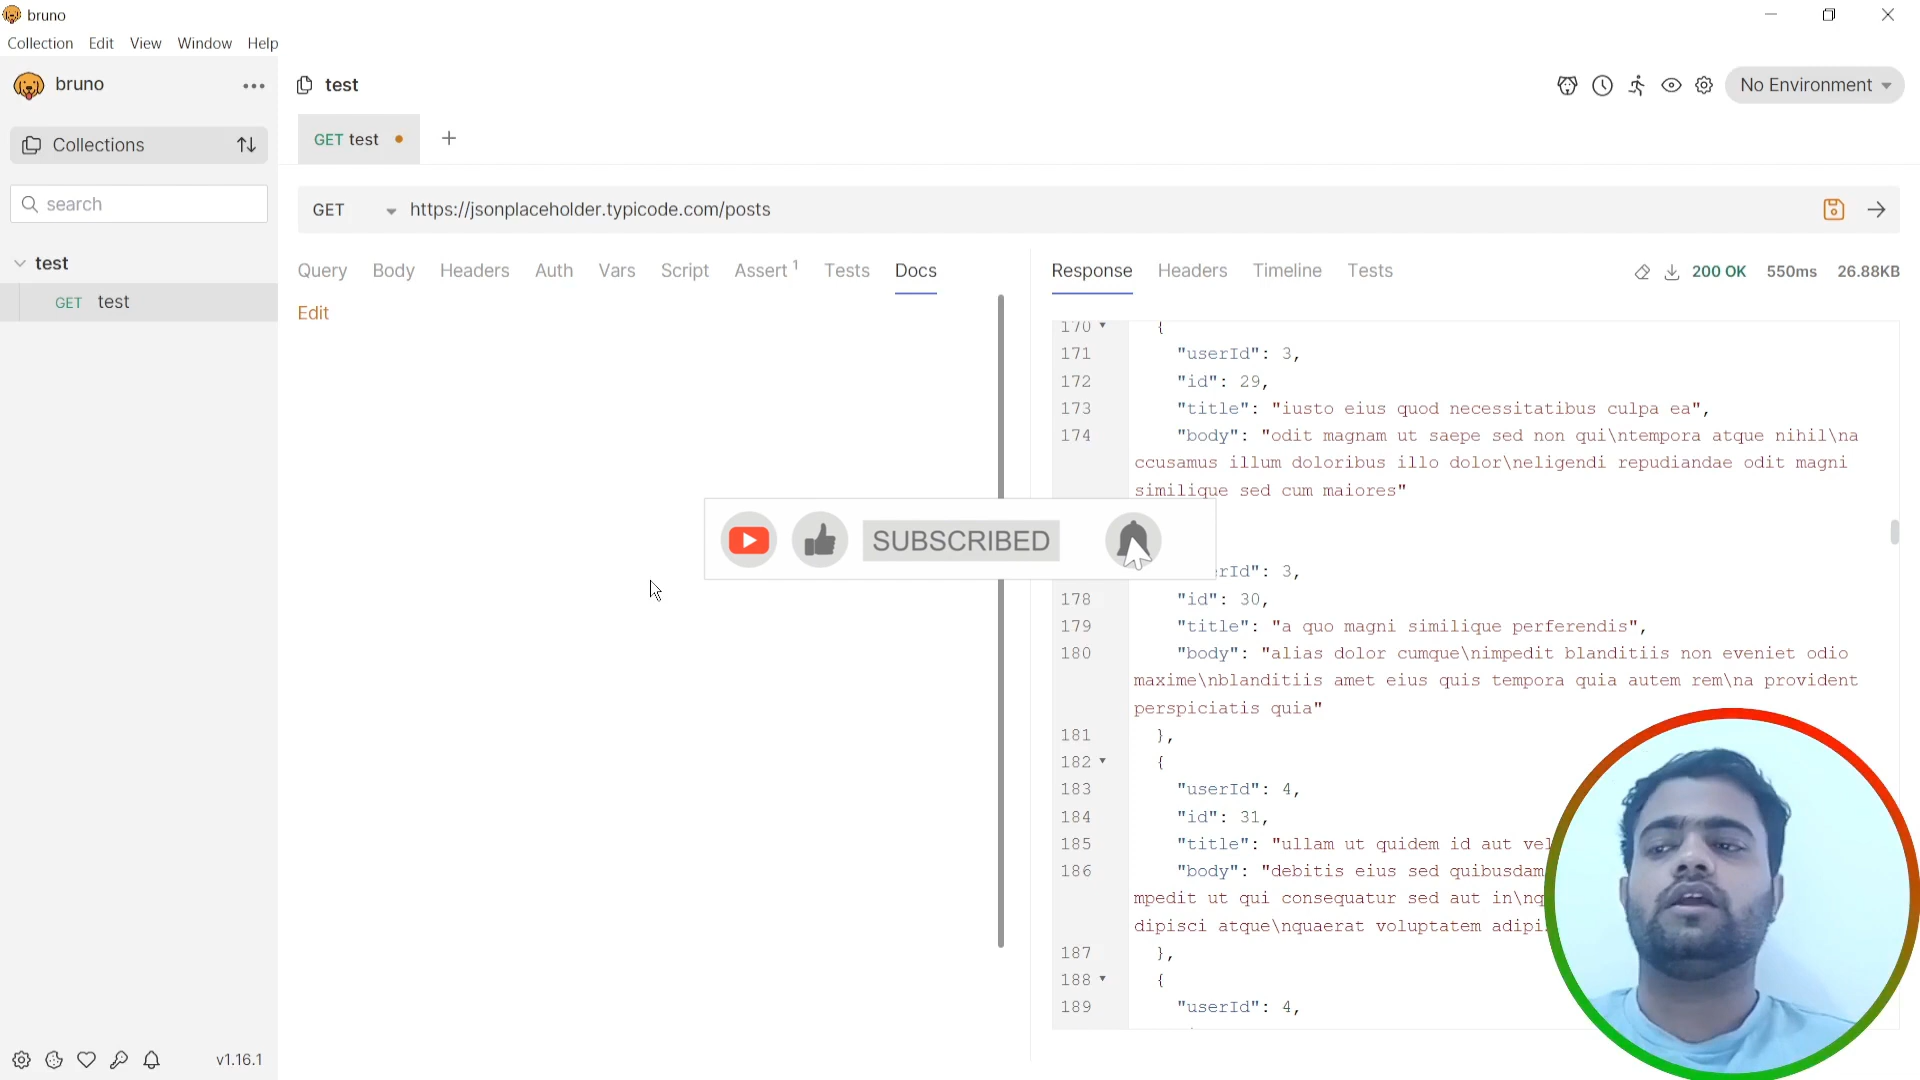 bruno
Collection Edit View Window Help
bruno
test
No Environment
Collections
GET test
search
GET https://jsonplaceholder.typicode.com/posts
test
GET test
Query Body Headers Auth Vars Script Assert 1 Tests Docs
Edit
Response Headers Timeline Tests 200 OK 550ms 26.88KB
170 {
171 "userId": 3,
172 "id": 29,
173 "title": "iusto eius quod necessitatibus culpa ea",
174 "body": "odit magnam ut saepe sed non qui\ntempora atque nihil\na
ccusamus illum doloribus illo dolor\neligendi repudiandae odit magni
similique sed cum maiores"
SUBSCRIBED
rId": 3,
178 "id": 30,
179 "title": "a quo magni similique perferendis",
180 "body": "alias dolor cumque\nimpedit blanditiis non eveniet odio
maxime\nblanditiis amet eius quis tempora quia autem rem\na provident
perspiciatis quia"
181 },
182 {
183 "userId": 4,
184 "id": 31,
185 "title": "ullam ut quidem id aut vel
186 "body": "debitis eius sed quibusdam
mpedit ut qui consequatur sed aut in\nq
dipisci atque\nquaerat voluptatem adipi
187 },
188 {
189 "userId": 4,
v1.16.1